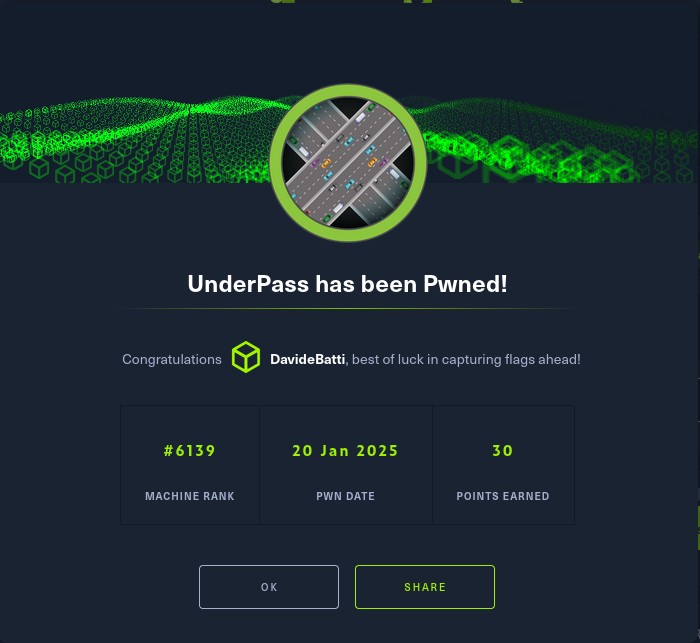 UnderPass has been Pwned!
Congratulations DavideBatti, best of luck in capturing flags ahead!
#6139 20 Jan 2025 30
MACHINE RANK PWN DATE POINTS EARNED
OK SHARE